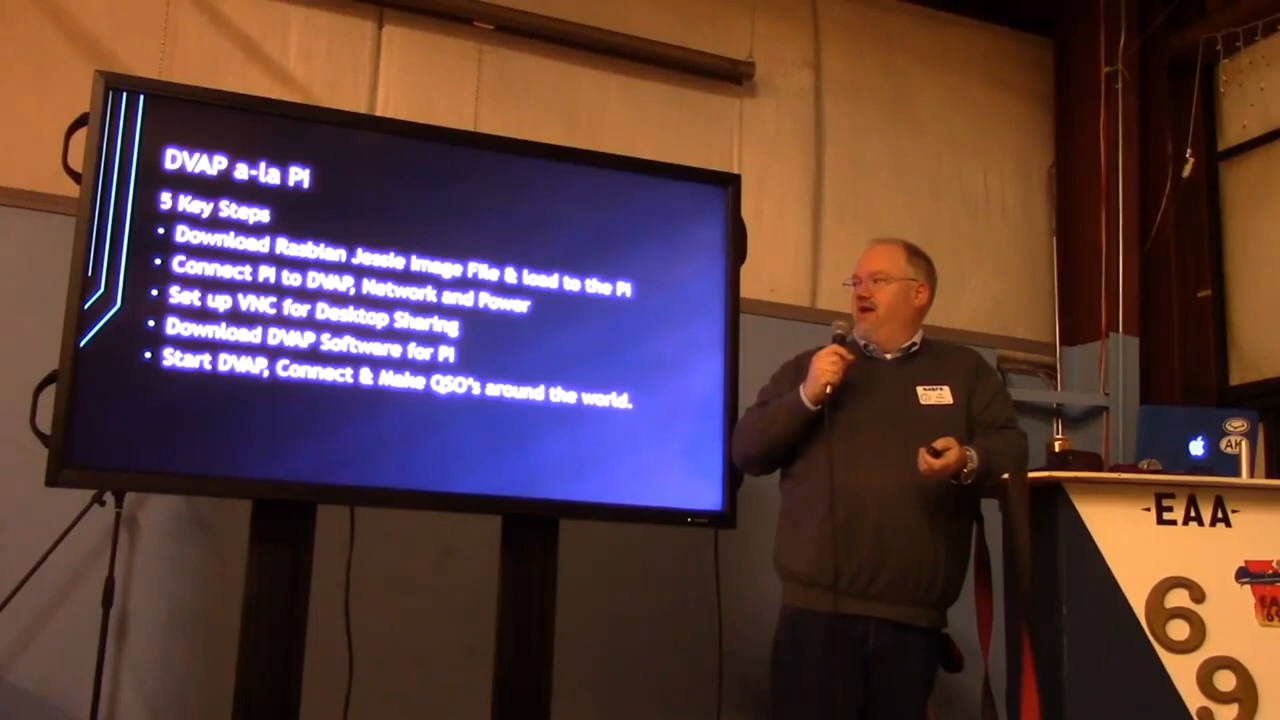 DVAP a-la Pi
5 Key Steps
• Download Rasbian Jessie Image File & load to the Pi
• Connect Pi to DVAP, Network and Power
• Set up VNC for Desktop Sharing
• Download DVAP Software for Pi
• Start DVAP, Connect & Make QSO's around the world.
AK
EAA
69